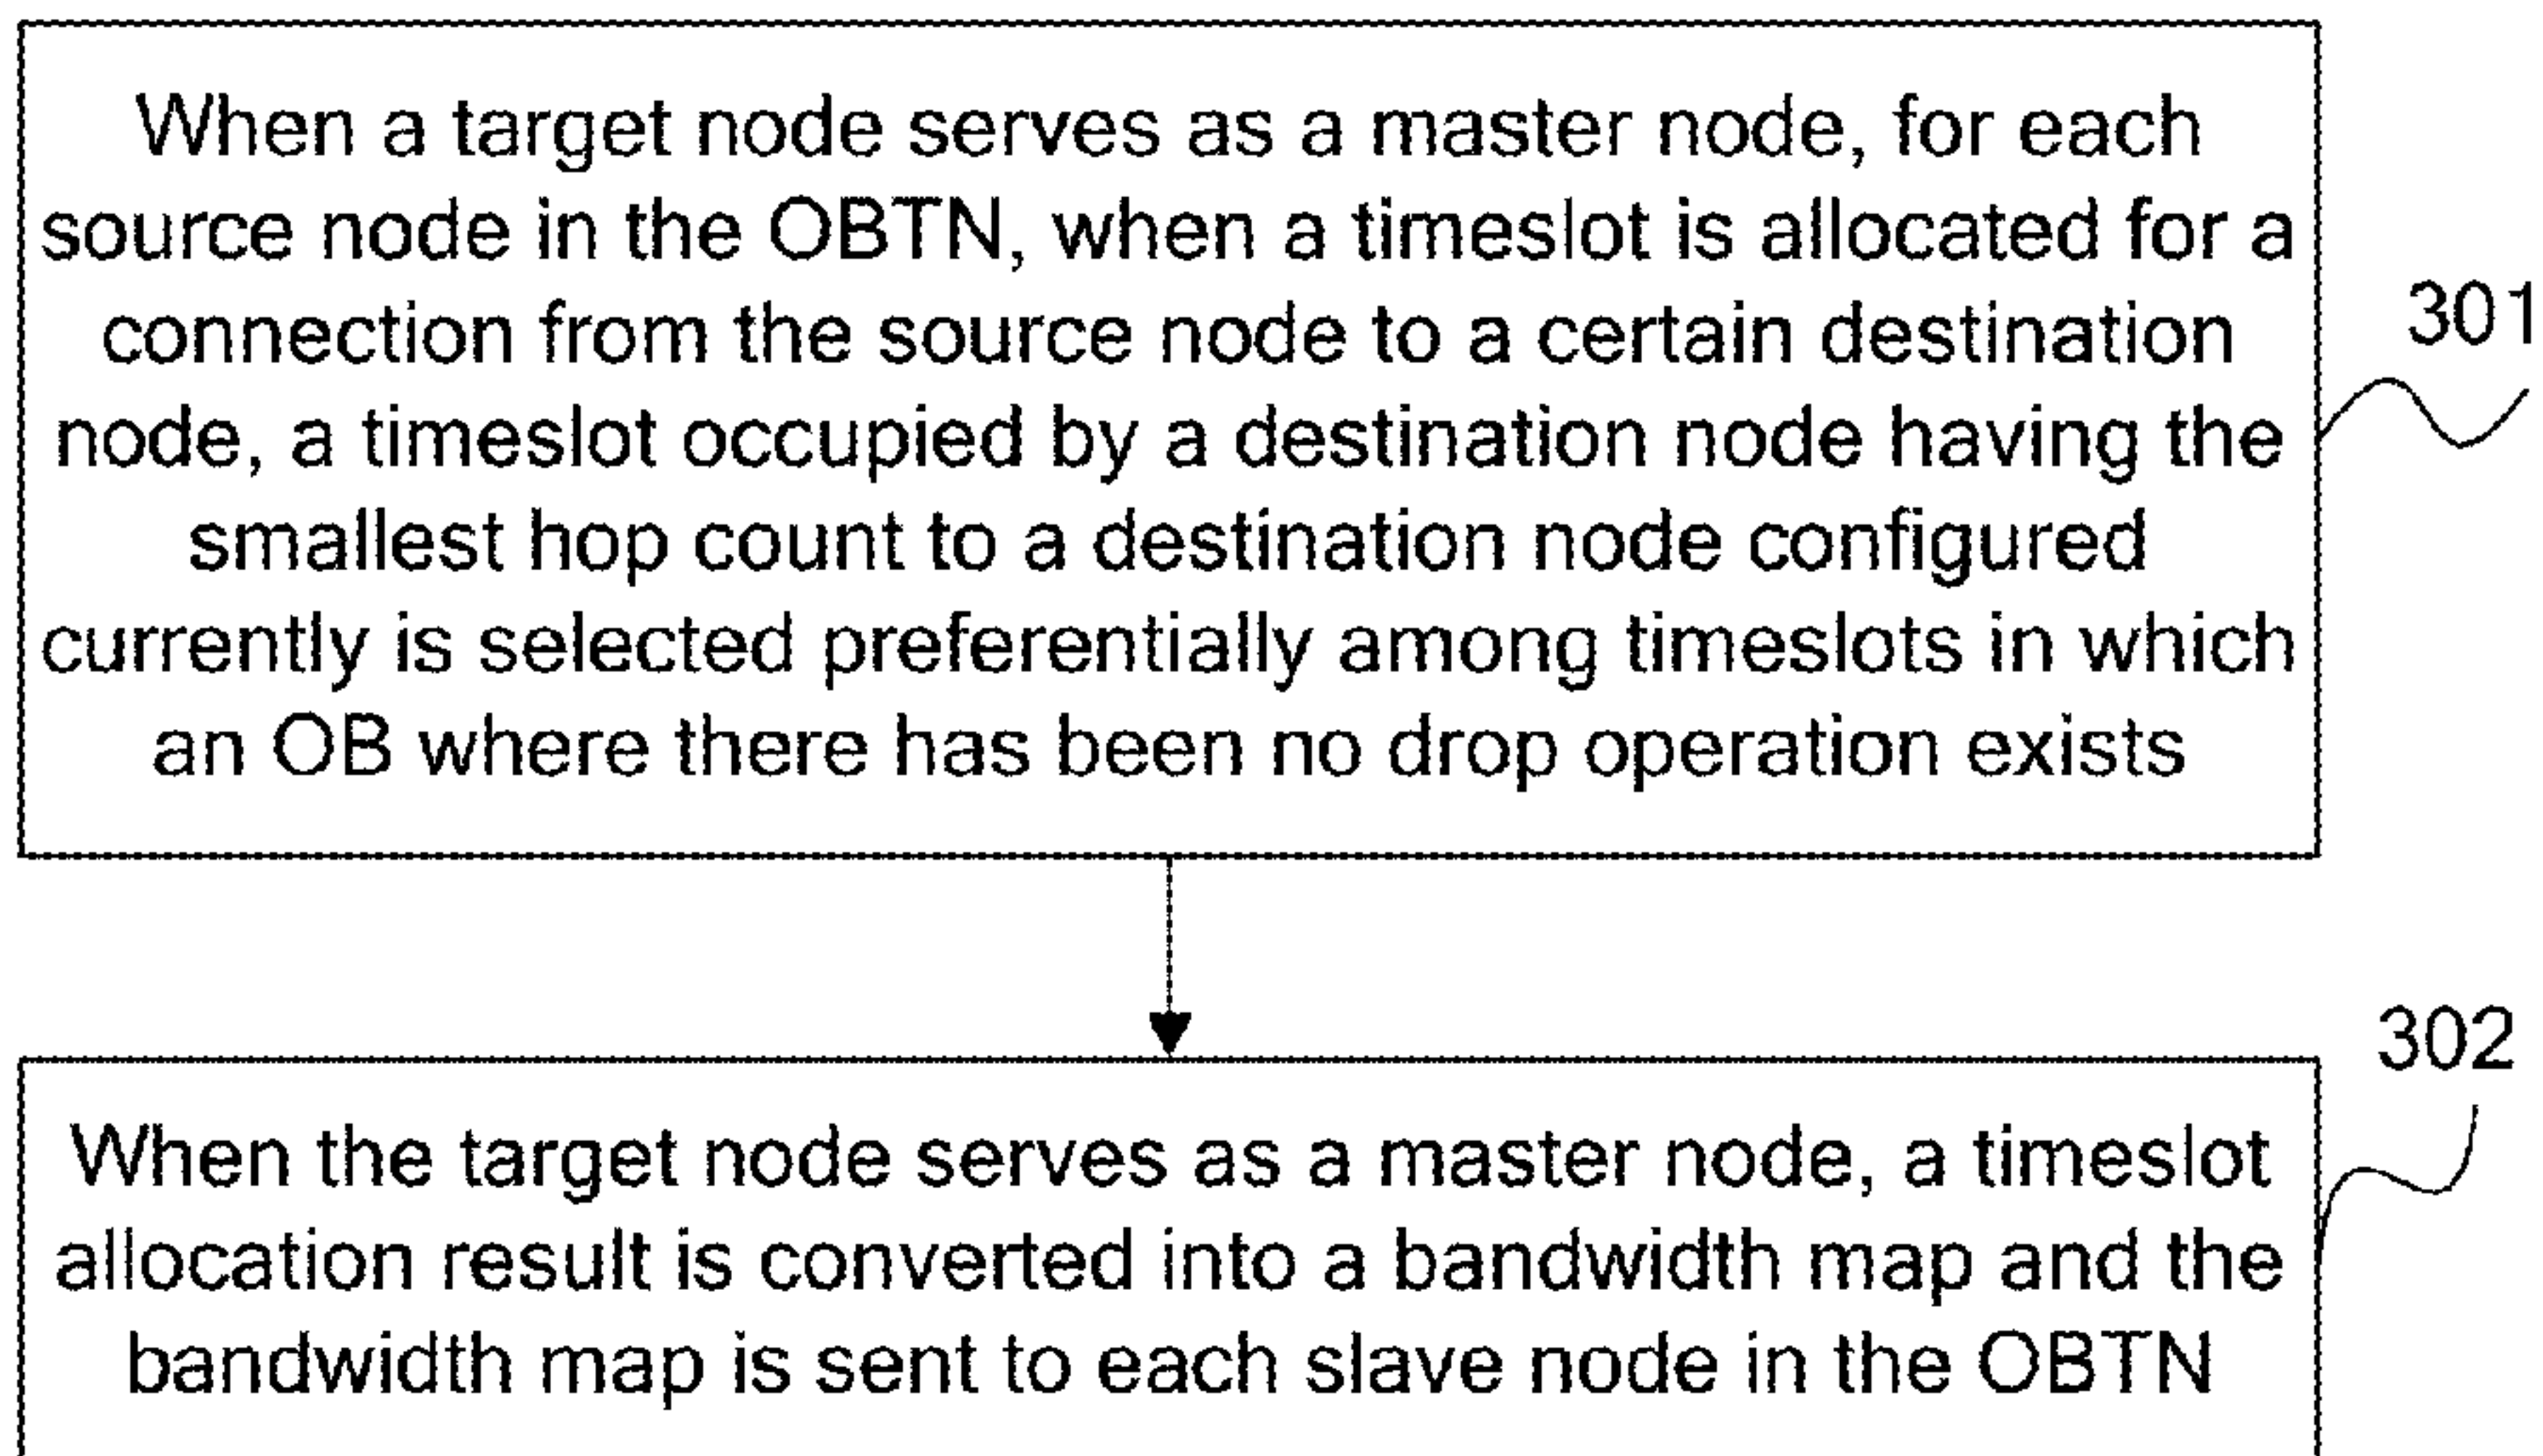 When a target node serves as a master node, for each
source node in the OBTN, when a timeslot is allocated for a
connection from the source node to a certain destination
node, a timeslot occupied by a destination node having the
smallest hop count to a destination node configured
currently is selected preferentially among timeslots in which
an OB where there has been no drop operation exists
301
302
When the target node serves as a master node, a timeslot
allocation result is converted into a bandwidth map and the
bandwidth map is sent to each slave node in the OBTN